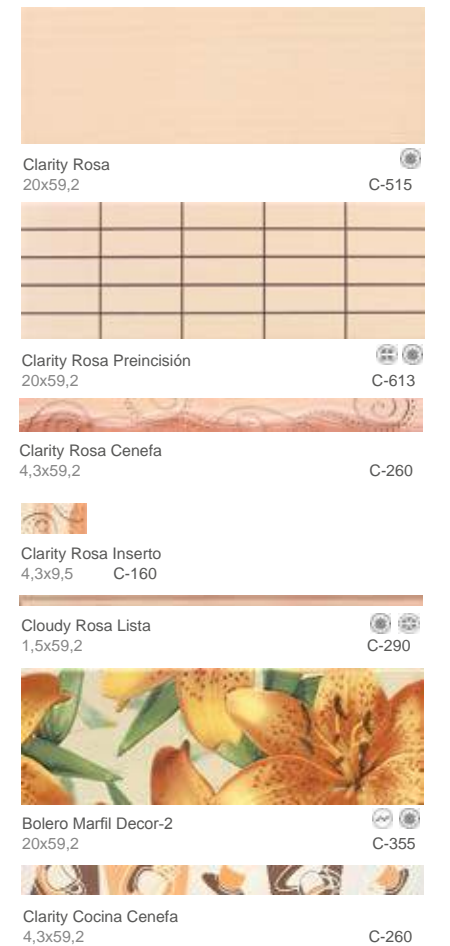 Clarity Rosa
20x59,2 C-515
Clarity Rosa Preincisión
20x59,2 C-613
Clarity Rosa Cenefa
4,3x59,2 C-260
Clarity Rosa Inserto
4,3x9,5 C-160
Cloudy Rosa Lista
1,5x59,2 C-290
Bolero Marfil Decor-2
20x59,2 C-355
Clarity Cocina Cenefa
4,3x59,2 C-260